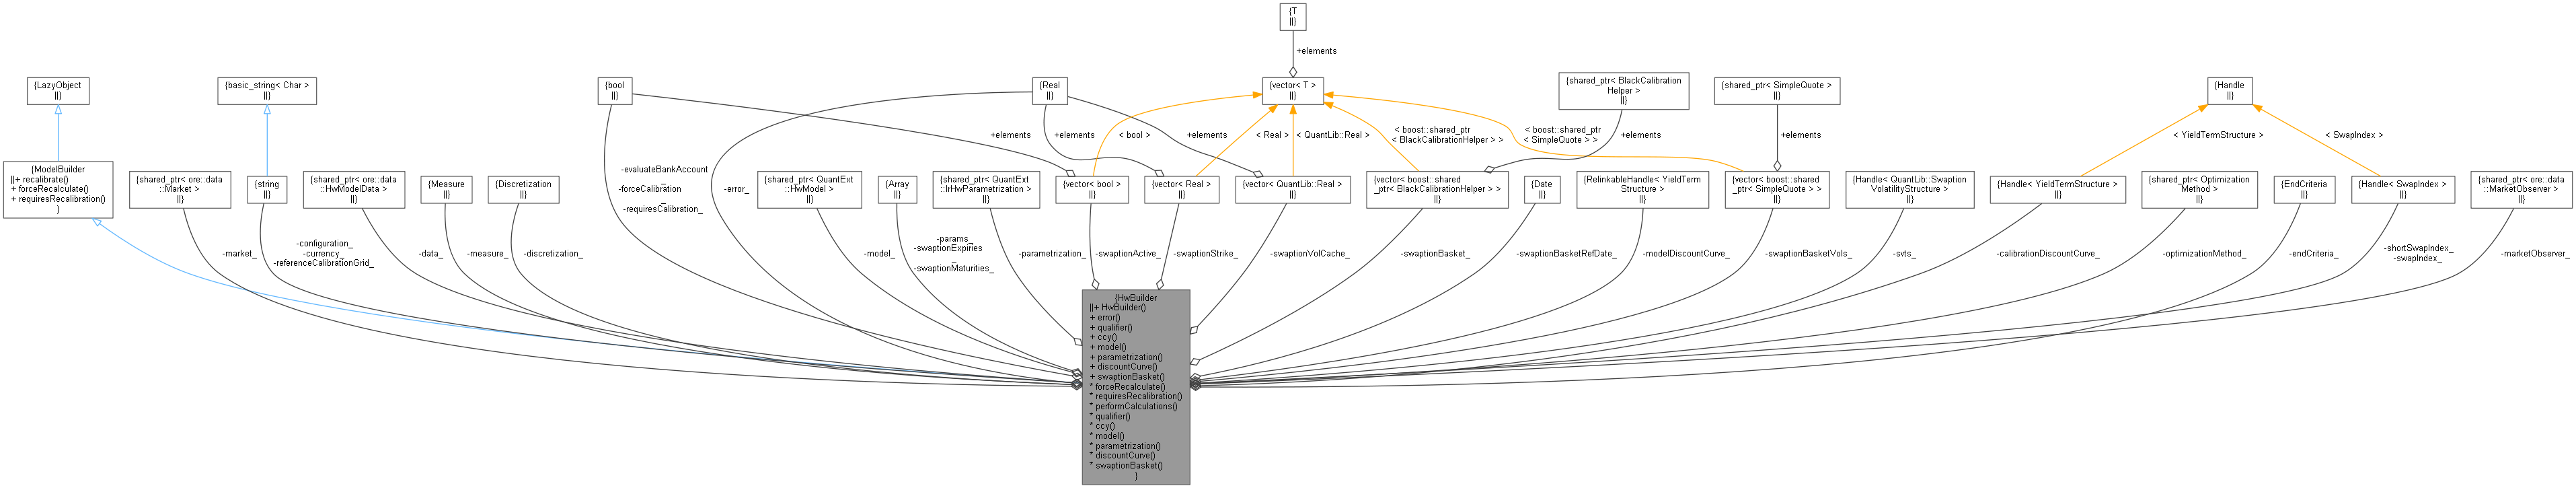 {T
||}
+elements
{LazyObject
||}
{basic_string< Char >
||}
{bool
||}
{Real
||}
{vector< T >
||}
{shared_ptr< BlackCalibration
Helper >
||}
{shared_ptr< SimpleQuote >
||}
{Handle
||}
+elements
+elements
< bool >
< Real >
< QuantLib::Real >
+elements
< boost::shared_ptr
< BlackCalibrationHelper > >
< boost::shared_ptr
< SimpleQuote > >
+elements
+elements
< YieldTermStructure >
< SwapIndex >
{ModelBuilder
||+ recalibrate()
+ forceRecalculate()
+ requiresRecalibration()
}
{shared_ptr< ore::data
::Market >
||}
{string
||}
{shared_ptr< ore::data
::HwModelData >
||}
{Measure
||}
{Discretization
||}
-evaluateBankAccount
_
-forceCalibration
_
-requiresCalibration_
-error_
{shared_ptr< QuantExt
::HwModel >
||}
{Array
||}
{shared_ptr< QuantExt
::IrHwParametrization >
||}
{vector< bool >
||}
{vector< Real >
||}
{vector< QuantLib::Real >
||}
{vector< boost::shared
_ptr< BlackCalibrationHelper > >
||}
{Date
||}
{RelinkableHandle< YieldTerm
Structure >
||}
{vector< boost::shared
_ptr< SimpleQuote > >
||}
{Handle< QuantLib::Swaption
VolatilityStructure >
||}
{Handle< YieldTermStructure >
||}
{shared_ptr< Optimization
Method >
||}
{EndCriteria
||}
{Handle< SwapIndex >
||}
{shared_ptr< ore::data
::MarketObserver >
||}
-market_
-configuration_
-currency_
-referenceCalibrationGrid_
-data_
-measure_
-discretization_
-model_
-params_
-swaptionExpiries
_
-swaptionMaturities_
-parametrization_
-swaptionActive_
-swaptionStrike_
-swaptionVolCache_
-swaptionBasket_
-swaptionBasketRefDate_
-modelDiscountCurve_
-swaptionBasketVols_
-svts_
-calibrationDiscountCurve_
-optimizationMethod_
-endCriteria_
-shortSwapIndex_
-swapIndex_
-marketObserver_
{HwBuilder
||+ HwBuilder()
+ error()
+ qualifier()
+ ccy()
+ model()
+ parametrization()
+ discountCurve()
+ swaptionBasket()
* forceRecalculate()
* requiresRecalibration()
* performCalculations()
* qualifier()
* ccy()
* model()
* parametrization()
* discountCurve()
* swaptionBasket()
}